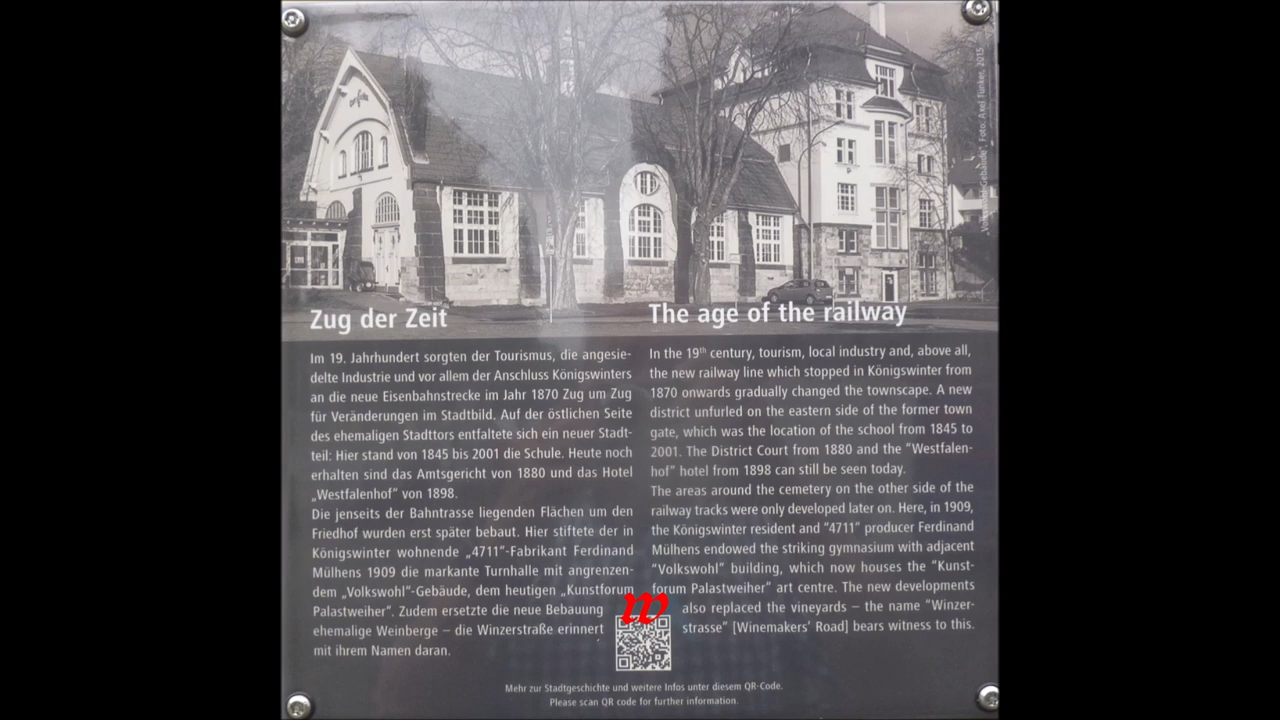 Zug der Zeit
Im 19. Jahrhundert sorgten der Tourismus, die angesie-
delte Industrie und vor allem der Anschluss Königswinters
an die neue Eisenbahnstrecke im Jahr 1870 Zug um Zug
für Veränderungen im Stadtbild. Auf der östlichen Seite
des ehemaligen Stadttors entfaltete sich ein neuer Stadt-
teil: Hier stand von 1845 bis 2001 die Schule. Heute noch
erhalten sind das Amtsgericht von 1880 und das Hotel
„Westfalenhof“ von 1898.
Die jenseits der Bahntrasse liegenden Flächen um den
Friedhof wurden erst später bebaut. Hier stiftete der in
Königswinter wohnende „4711“-Fabrikant Ferdinand
Mülhens 1909 die markante Turnhalle mit angrenzen-
dem „Volkswohl“-Gebäude, dem heutigen „Kunstforum
Palastweiher“. Zudem ersetzte die neue Bebauung
ehemalige Weinberge – die Winzerstraße erinnert
mit ihrem Namen daran.
The age of the railway
In the 19th century, tourism, local industry and, above all,
the new railway line which stopped in Königswinter from
1870 onwards gradually changed the townscape. A new
district unfurled on the eastern side of the former town
gate, which was the location of the school from 1845 to
2001. The District Court from 1880 and the “Westfalen-
hof” hotel from 1898 can still be seen today.
The areas around the cemetery on the other side of the
railway tracks were only developed later on. Here, in 1909,
the Königswinter resident and “4711” producer Ferdinand
Mülhens endowed the striking gymnasium with adjacent
“Volkswohl” building, which now houses the “Kunst-
forum Palastweiher” art centre. The new developments
also replaced the vineyards – the name “Winzer-
strasse” [Winemakers’ Road] bears witness to this.
w
Mehr zur Stadtgeschichte und weitere Infos unter diesem QR-Code.
Please scan QR code for further information.
Foto: Axel Tünker, 2015